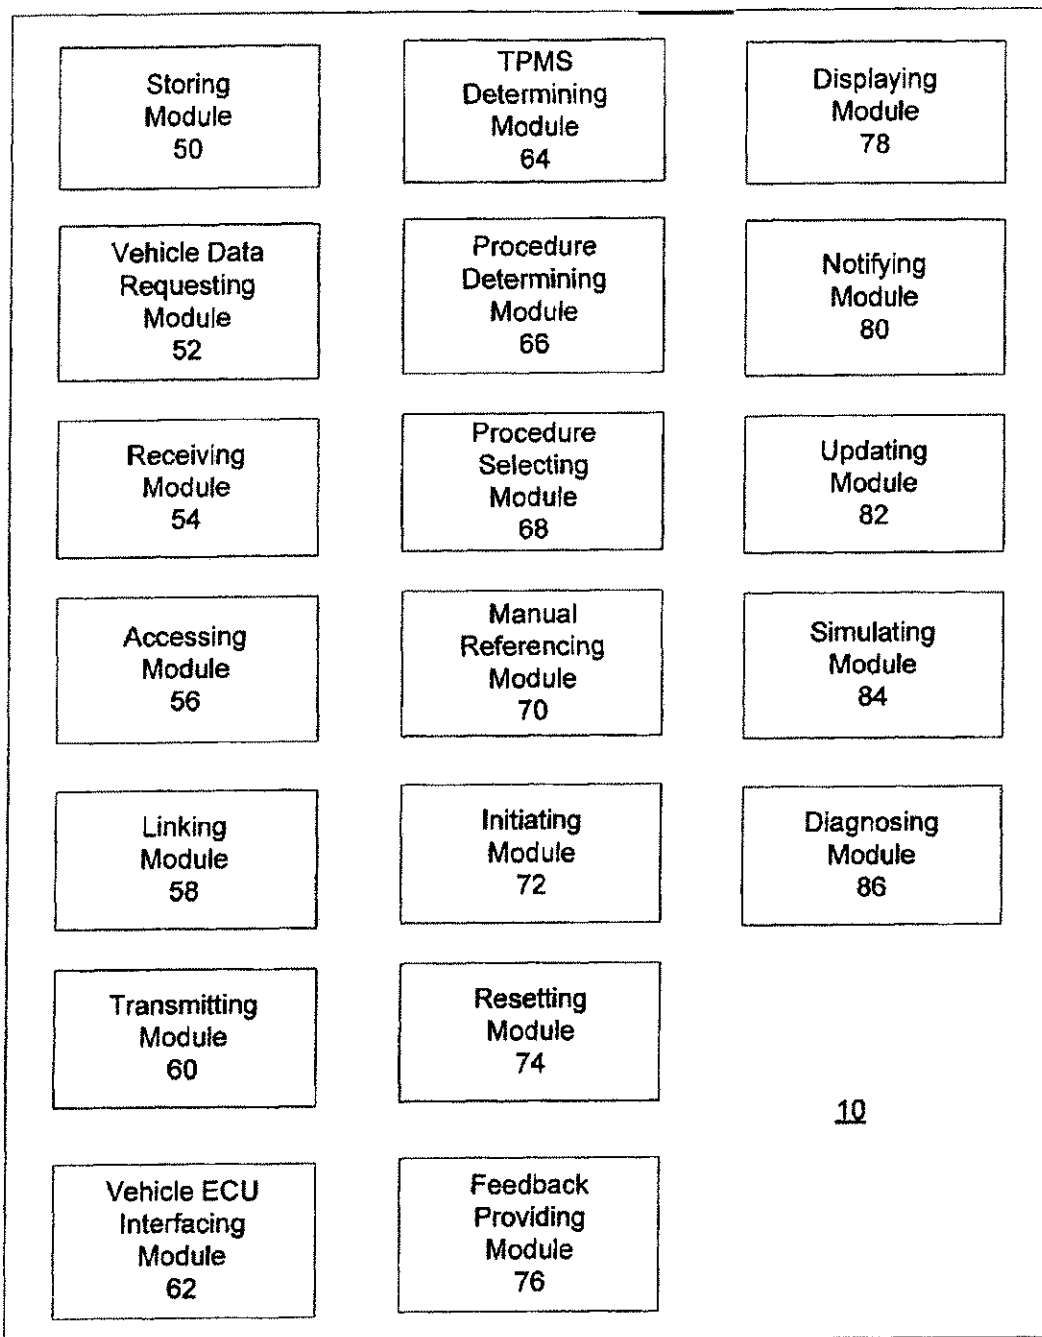 Storing
Module
50
Vehicle Data
Requesting
Module
52
Receiving
Module
54
Accessing
Module
56
Linking
Module
58
Transmitting
Module
60
Vehicle ECU
Interfacing
Module
62
TPMS
Determining
Module
64
Procedure
Determining
Module
66
Procedure
Selecting
Module
68
Manual
Referencing
Module
70
Initiating
Module
72
Resetting
Module
74
Feedback
Providing
Module
76
Displaying
Module
78
Notifying
Module
80
Updating
Module
82
Simulating
Module
84
Diagnosing
Module
86
10